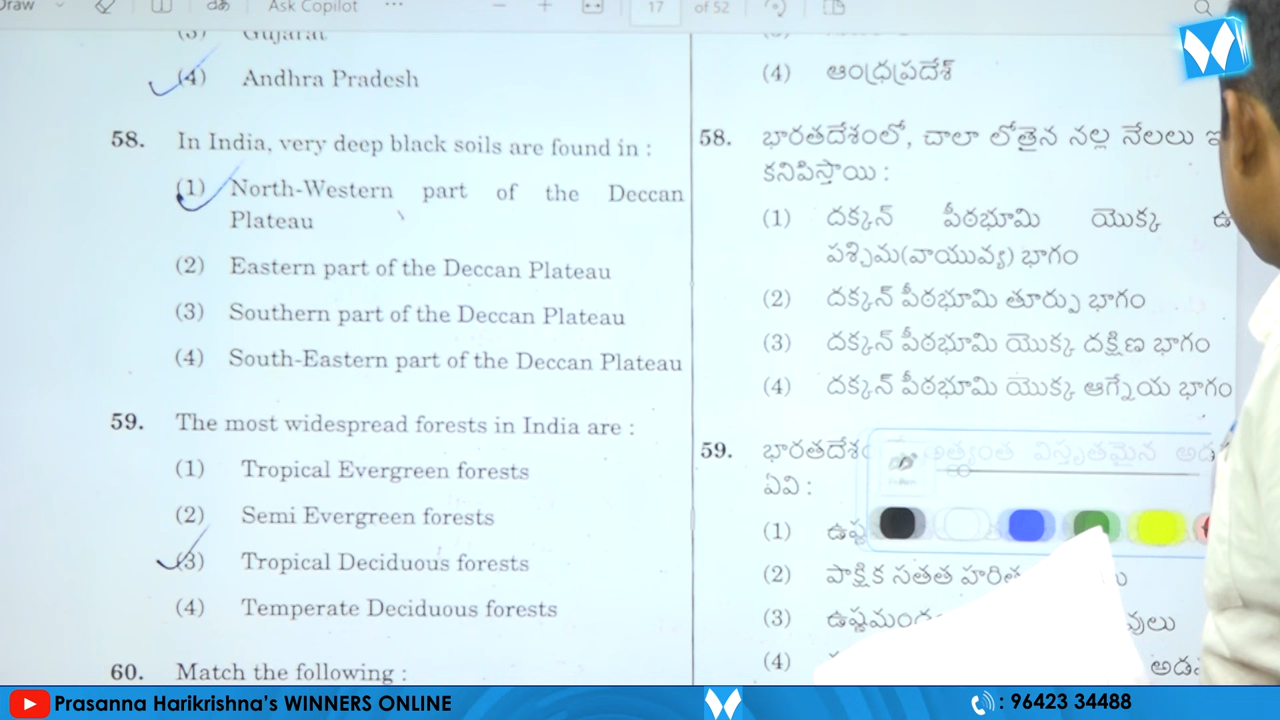 Draw
Ask Copilot
17 of 52
(3) Gujarat
(4) Andhra Pradesh
58. In India, very deep black soils are found in :
(1) North-Western part of the Deccan
Plateau
(2) Eastern part of the Deccan Plateau
(3) Southern part of the Deccan Plateau
(4) South-Eastern part of the Deccan Plateau
59. The most widespread forests in India are :
(1) Tropical Evergreen forests
(2) Semi Evergreen forests
(3) Tropical Deciduous forests
(4) Temperate Deciduous forests
60. Match the following :
(4) ఆంధ్రప్రదేశ్
58. భారతదేశంలో, చాలా లోతైన నల్ల నేలలు
కనిపిస్తాయి :
(1) దక్కన్ పీఠభూమి యొక్క
పశ్చిమ(వాయువ్య) భాగం
(2) దక్కన్ పీఠభూమి తూర్పు భాగం
(3) దక్కన్ పీఠభూమి యొక్క దక్షిణ భాగం
(4) దక్కన్ పీఠభూమి యొక్క ఆగ్నేయ భాగం
59. అత్యంత విస్తృతమైన
ఏవి :
(1)
(2) పాక్షిక సతత
(3)
(4)
Prasanna Harikrishna's WINNERS ONLINE
: 96423 34488